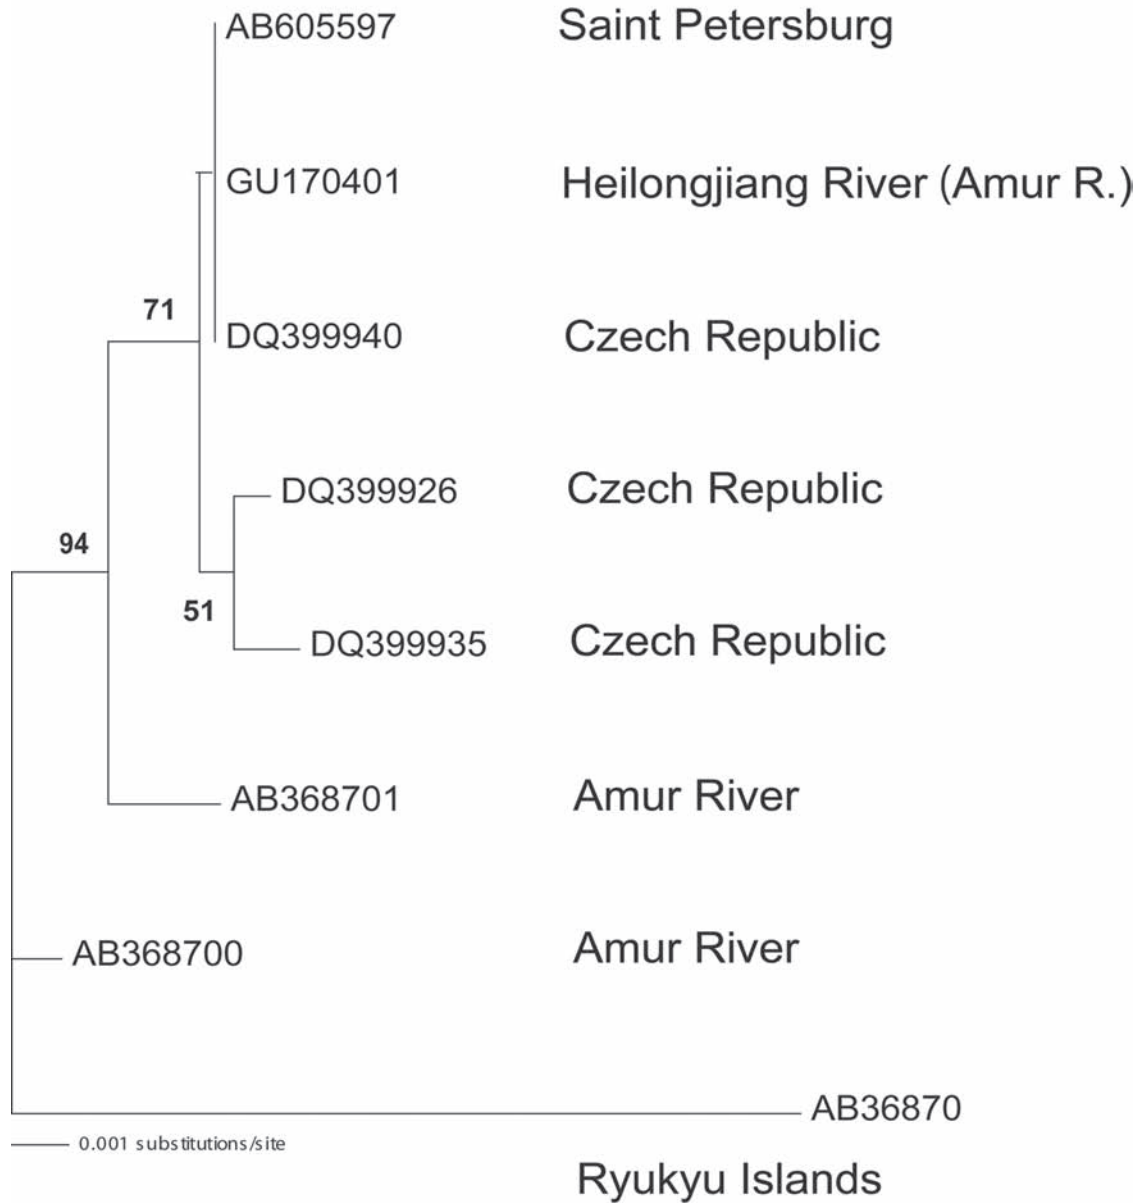 AB605597 Saint Petersburg
GU170401 Heilongjiang River (Amur R.)
71
DQ399940 Czech Republic
DQ399926 Czech Republic
94
51
DQ399935 Czech Republic
AB368701 Amur River
AB368700 Amur River
AB36870
0.001 substitutions/site
Ryukyu Islands